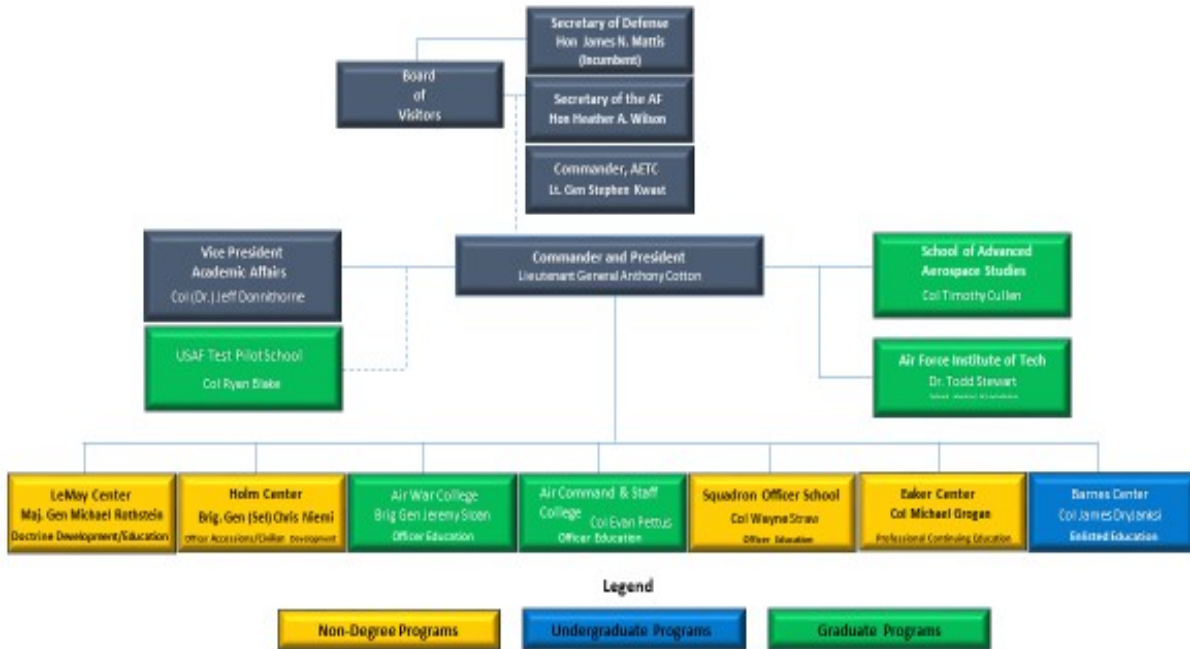 Secretary of Defense
Hon James N. Mattis
(Incumbent)
Board
of
Visitors
Secretary of the AF
Hon Heather A. Wilson
Commander, AETC
Lt. Gen Stephen Kwast
Vice President
Academic Affairs
Col (Dr.) Jeff Donnithorne
Commander and President
Lieutenant General Anthony Cotton
School of Advanced
Aerospace Studies
Col Timothy Cullen
USAF Test Pilot School
Col Ryan Blake
Air Force Institute of Tech
Dr. Todd Stewart
LeMay Center
Maj. Gen Michael Rothstein
Doctrine Development/Education
Holm Center
Brig. Gen (Sel) Chris Niemi
Officer Accessions/Civilian Development
Air War College
Brig Gen Jeremy Sloan
Officer Education
Air Command & Staff
College Col Evan Pettus
Officer Education
Squadron Officer School
Col Wayne Straw
Officer Education
Eaker Center
Col Michael Grogan
Professional Continuing Education
Barnes Center
Col James
Enlisted Education
Legend
Non-Degree Programs
Undergraduate Programs
Graduate Programs